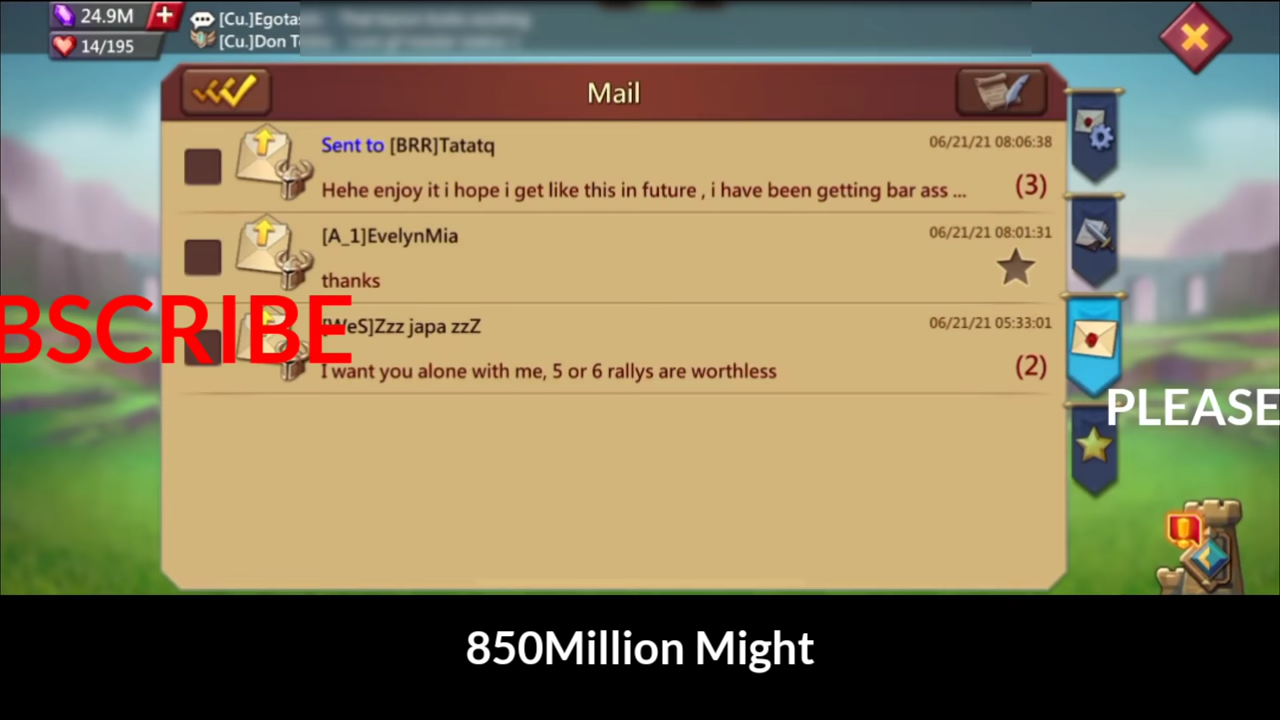 24.9M
[Cu.]Egotas
14/195
[Cu.]Don T
Mail
Sent to [BRR]Tatatq
06/21/21 08:06:38
Hehe enjoy it i hope i get like this in future , i have been getting bar ass ...
(3)
[A_1]EvelynMia
06/21/21 08:01:31
thanks
BSCRIBE
[WeS]Zzz japa zzZ
06/21/21 05:33:01
I want you alone with me, 5 or 6 rallys are worthless
(2)
PLEASE
850Million Might